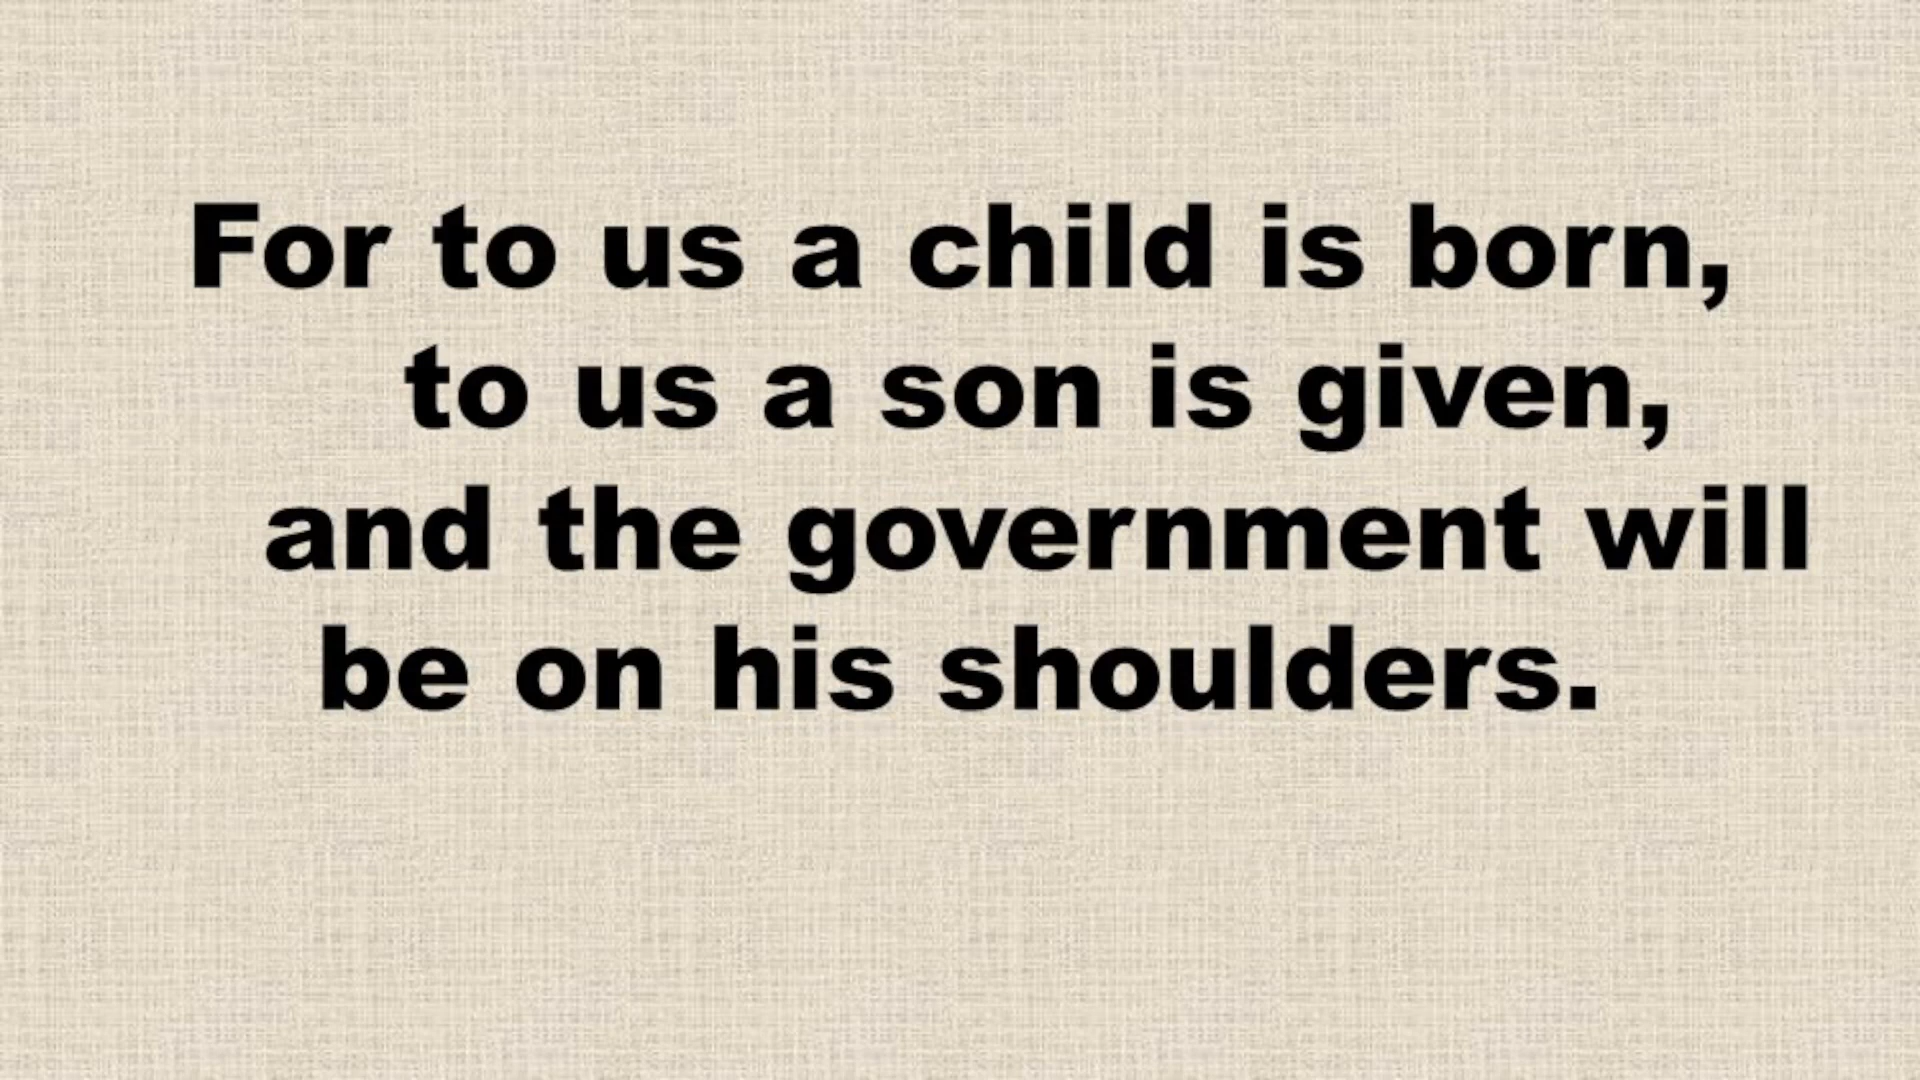 For to us a child is born,
to us a son is given,
and the government will
be on his shoulders.